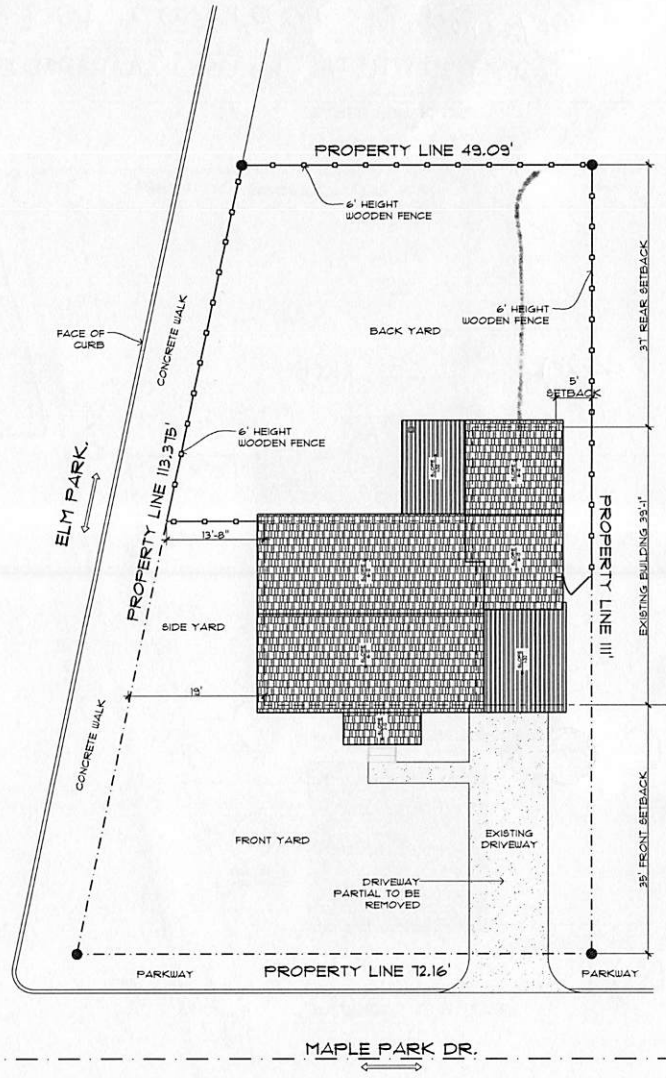 PROPERTY LINE 49.09'
6' HEIGHT
WOODEN FENCE
FACE OF
CURB
CONCRETE WALK
BACK YARD
6' HEIGHT
WOODEN FENCE
37' REAR SETBACK
5'
SETBACK
6' HEIGHT
WOODEN FENCE
ELM PARK.
PROPERTY LINE 113.375'
13'-8"
PROPERTY LINE 111'
EXISTING BUILDING 39'-1"
SIDE YARD
19'
CONCRETE WALK
FRONT YARD
EXISTING
DRIVEWAY
DRIVEWAY
PARTIAL TO BE
REMOVED
35' FRONT SETBACK
PARKWAY
PROPERTY LINE 72.16'
PARKWAY
MAPLE PARK DR.